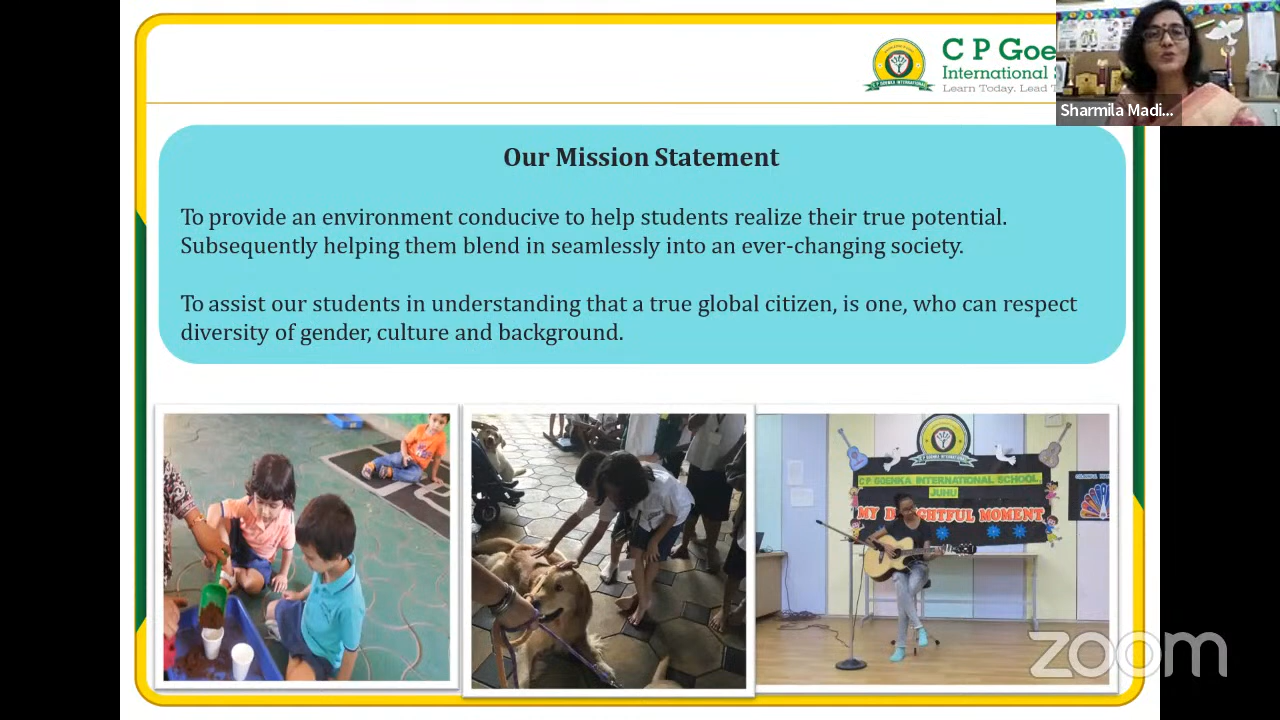 C P Goe
International S
Learn Today. Lead T
Sharmila Madi...
Our Mission Statement
To provide an environment conducive to help students realize their true potential.
Subsequently helping them blend in seamlessly into an ever-changing society.
To assist our students in understanding that a true global citizen, is one, who can respect
diversity of gender, culture and background.
C P GOENKA INTERNATIONAL SCHOOL,
JUHU
MY MOMENT
zoom